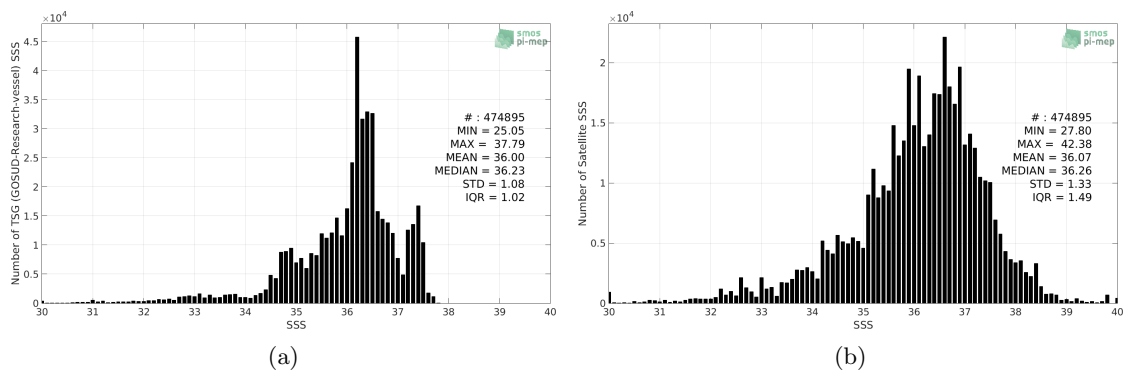 ×10⁴
4.5
4
3.5
3
2.5
2
1.5
1
0.5
0
30 31 32 33 34 35 36 37 38 39 40
SSS
Number of TSG (GOSUD-Research-vessel) SSS
smos
pi-mep
# : 474895
MIN = 25.05
MAX = 37.79
MEAN = 36.00
MEDIAN = 36.23
STD = 1.08
IQR = 1.02
(a)
×10⁴
2
1.5
1
0.5
0
30 31 32 33 34 35 36 37 38 39 40
SSS
Number of Satellite SSS
smos
pi-mep
# : 474895
MIN = 27.80
MAX = 42.38
MEAN = 36.07
MEDIAN = 36.26
STD = 1.33
IQR = 1.49
(b)